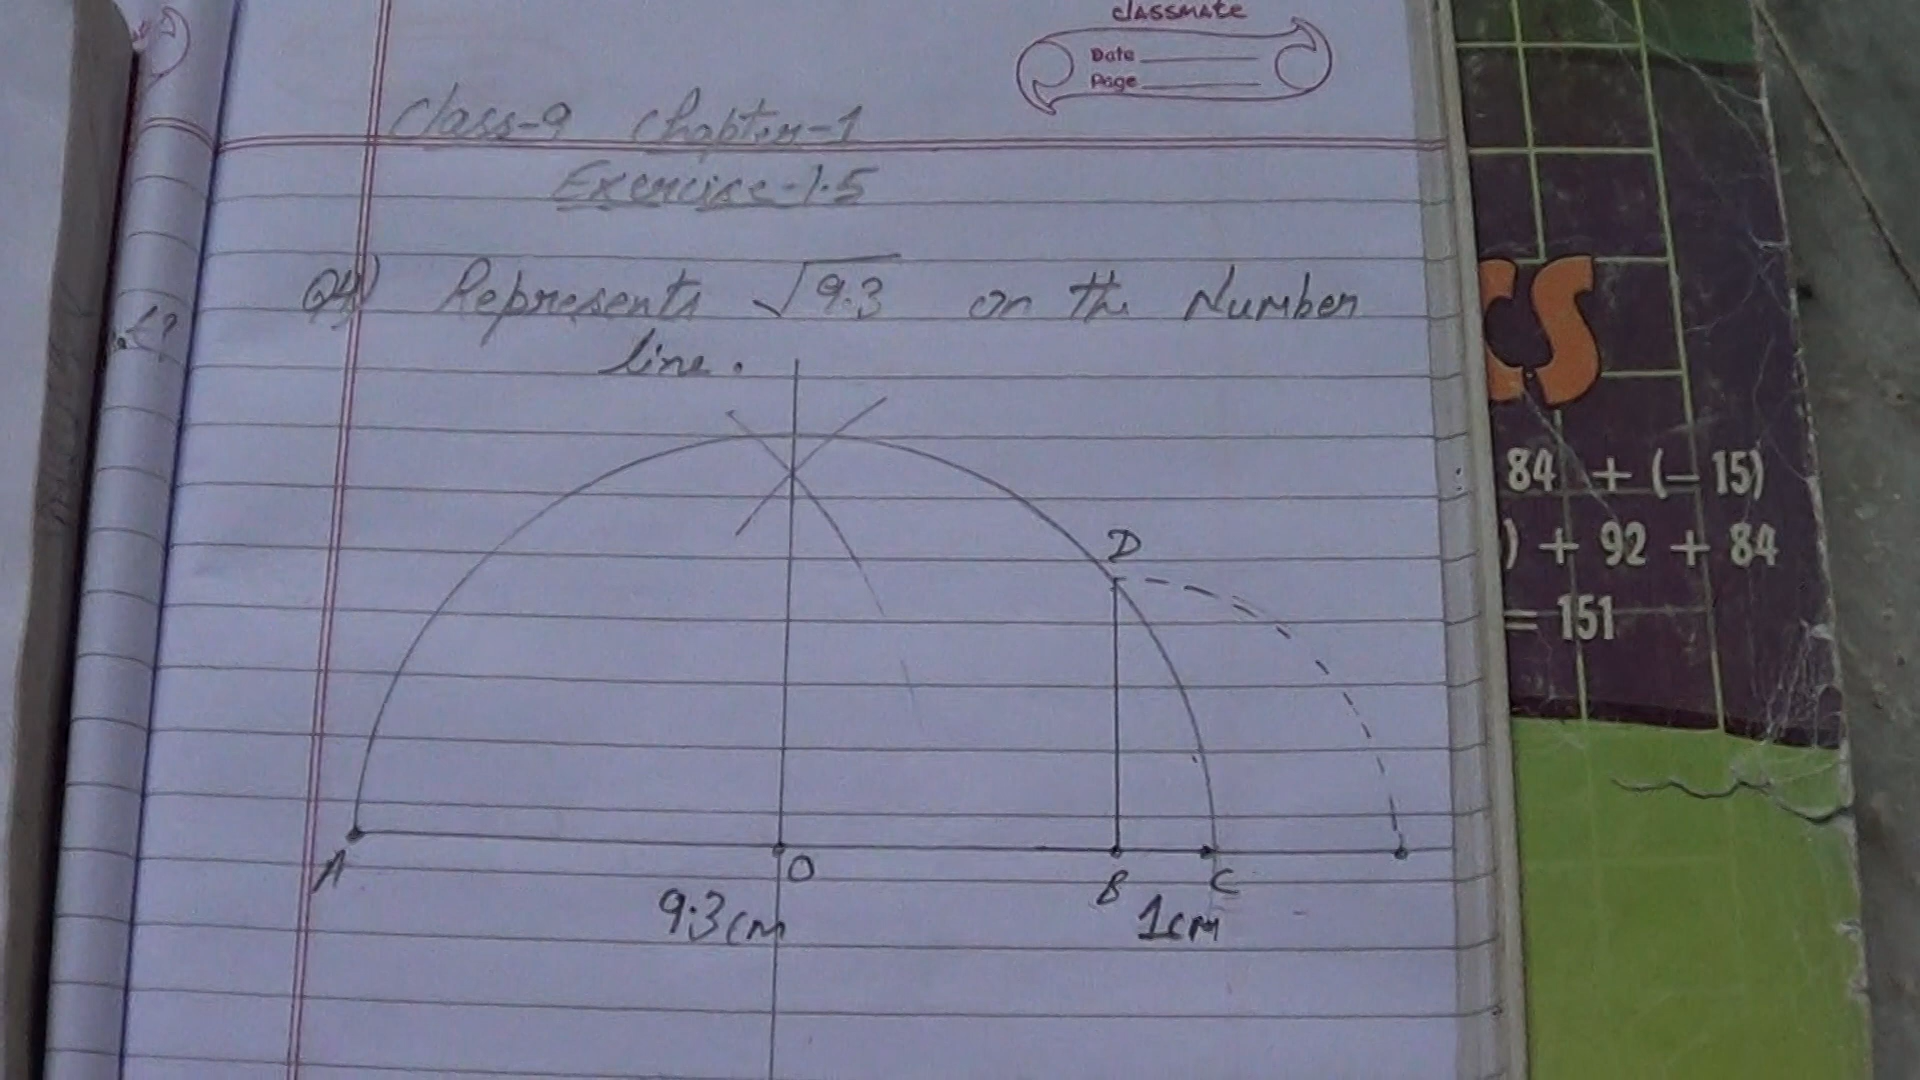 classmate
Date
Page
Class-9 Chapter-1
Exercise-1.5
Q4) Represents √9.3 on the Number
line.
D
A
O
B
C
9.3cm
1cm
CS
84 + (- 15)
) + 92 + 84
= 151